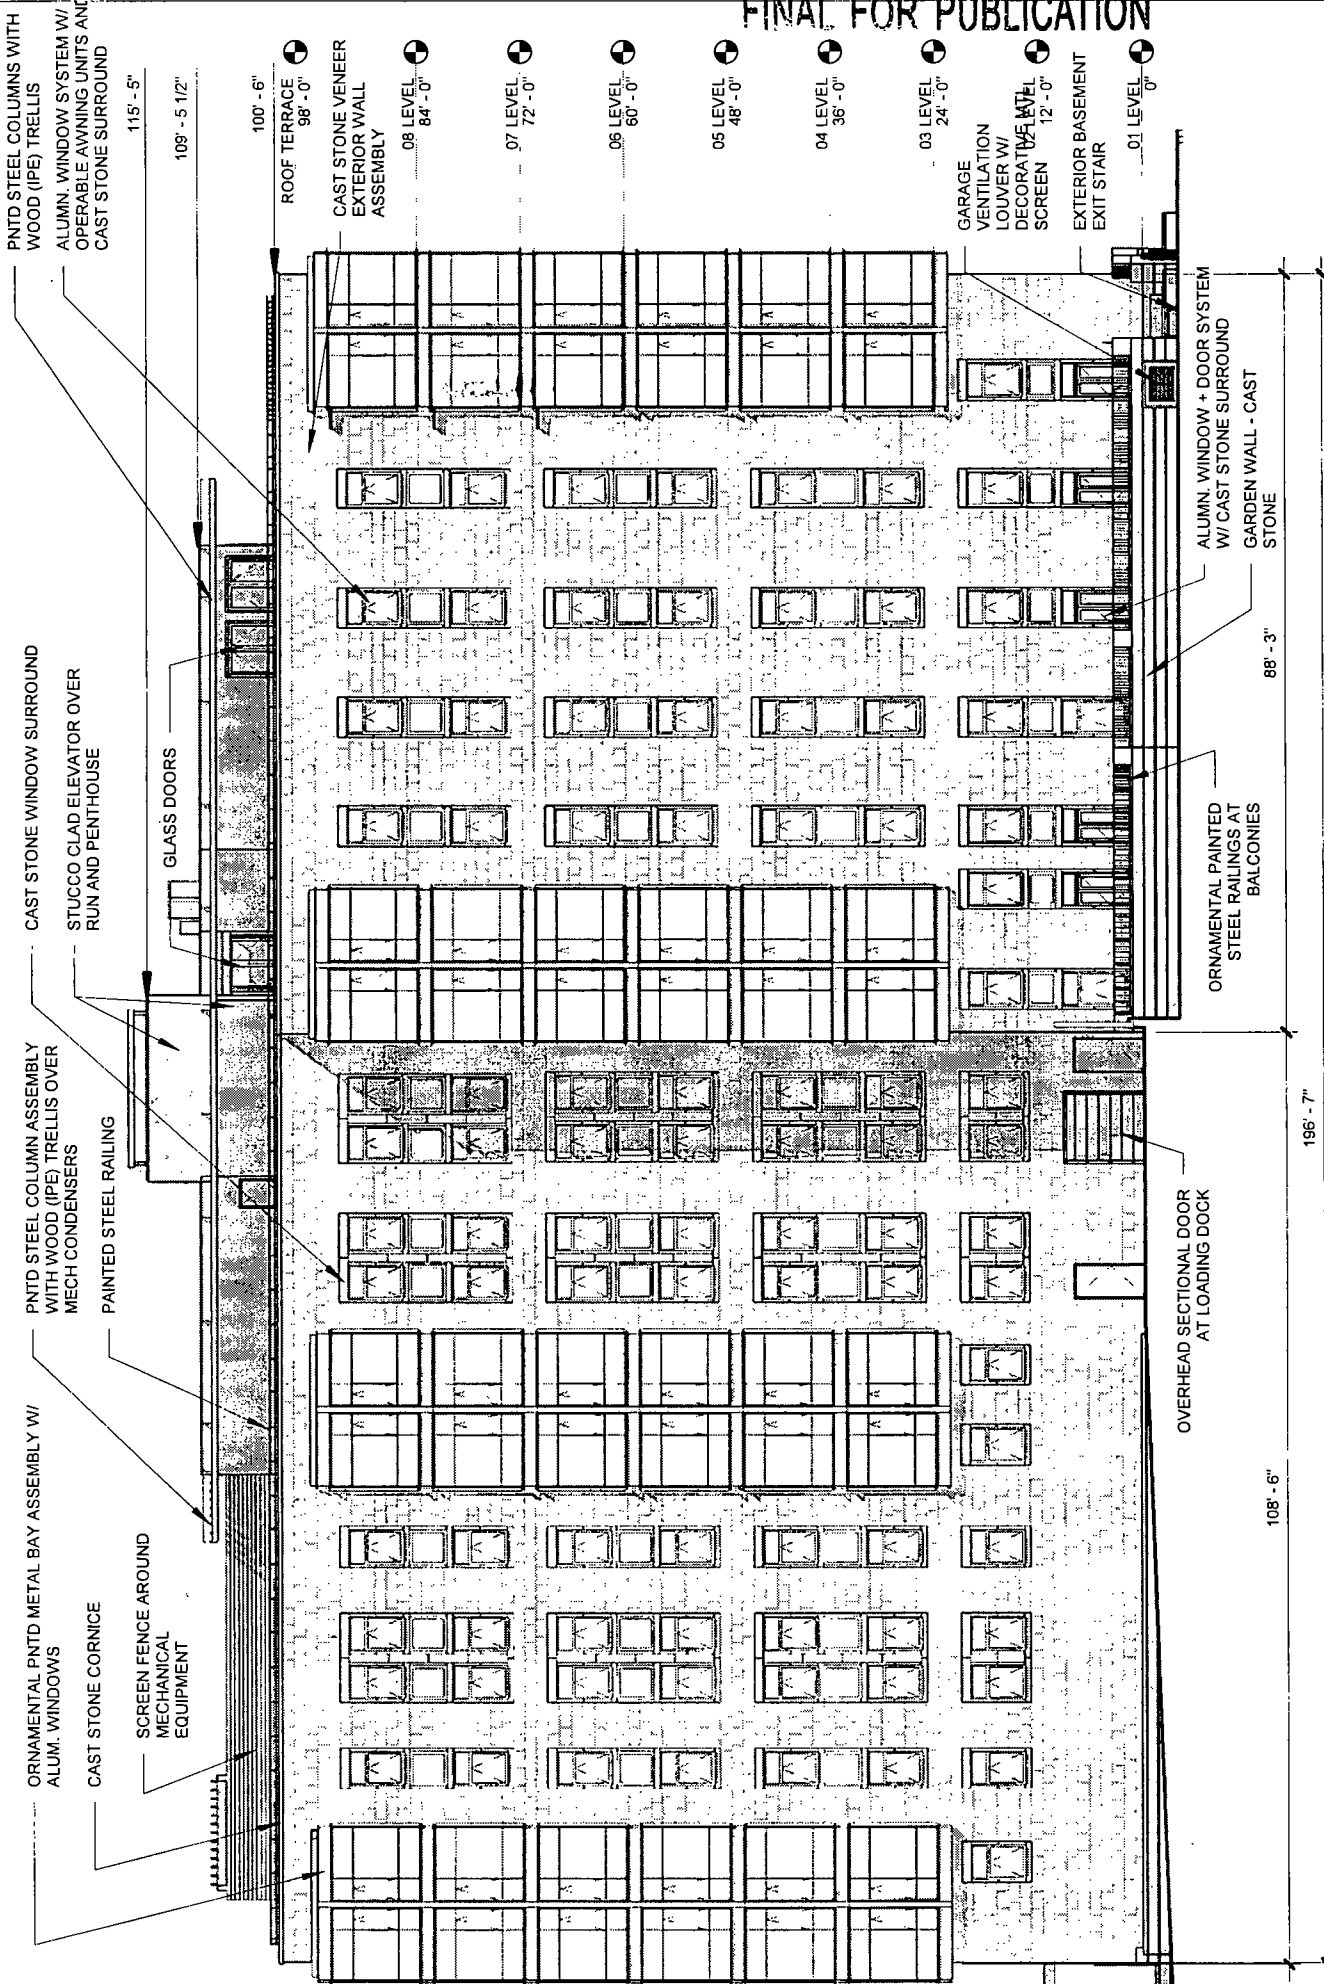 FINAL FOR PUBLICATION
ORNAMENTAL PNTD METAL BAY ASSEMBLY W/
ALUM. WINDOWS
CAST STONE CORNICE
SCREEN FENCE AROUND
MECHANICAL
EQUIPMENT
PNTD STEEL COLUMN ASSEMBLY
WITH WOOD (IPE) TRELLIS OVER
MECH CONDENSERS
PAINTED STEEL RAILING
CAST STONE WINDOW SURROUND
STUCCO CLAD ELEVATOR OVER
RUN AND PENTHOUSE
GLASS DOORS
PNTD STEEL COLUMNS WITH
WOOD (IPE) TRELLIS
ALUMN. WINDOW SYSTEM W/
OPERABLE AWNING UNITS AND
CAST STONE SURROUND
115' - 5"
109' - 5 1/2"
100' - 6"
ROOF TERRACE
98' - 0"
CAST STONE VENEER
EXTERIOR WALL
ASSEMBLY
08 LEVEL
84' - 0"
07 LEVEL
72' - 0"
06 LEVEL
60' - 0"
05 LEVEL
48' - 0"
04 LEVEL
36' - 0"
03 LEVEL
24' - 0"
GARAGE
VENTILATION
LOUVER W/
DECORATIVE MTL
SCREEN
02 LEVEL
12' - 0"
EXTERIOR BASEMENT
EXIT STAIR
01 LEVEL
0"
OVERHEAD SECTIONAL DOOR
AT LOADING DOCK
ORNAMENTAL PAINTED
STEEL RAILINGS AT
BALCONIES
ALUMN. WINDOW + DOOR SYSTEM
W/ CAST STONE SURROUND
GARDEN WALL - CAST
STONE
108' - 6"
88' - 3"
196' - 7"